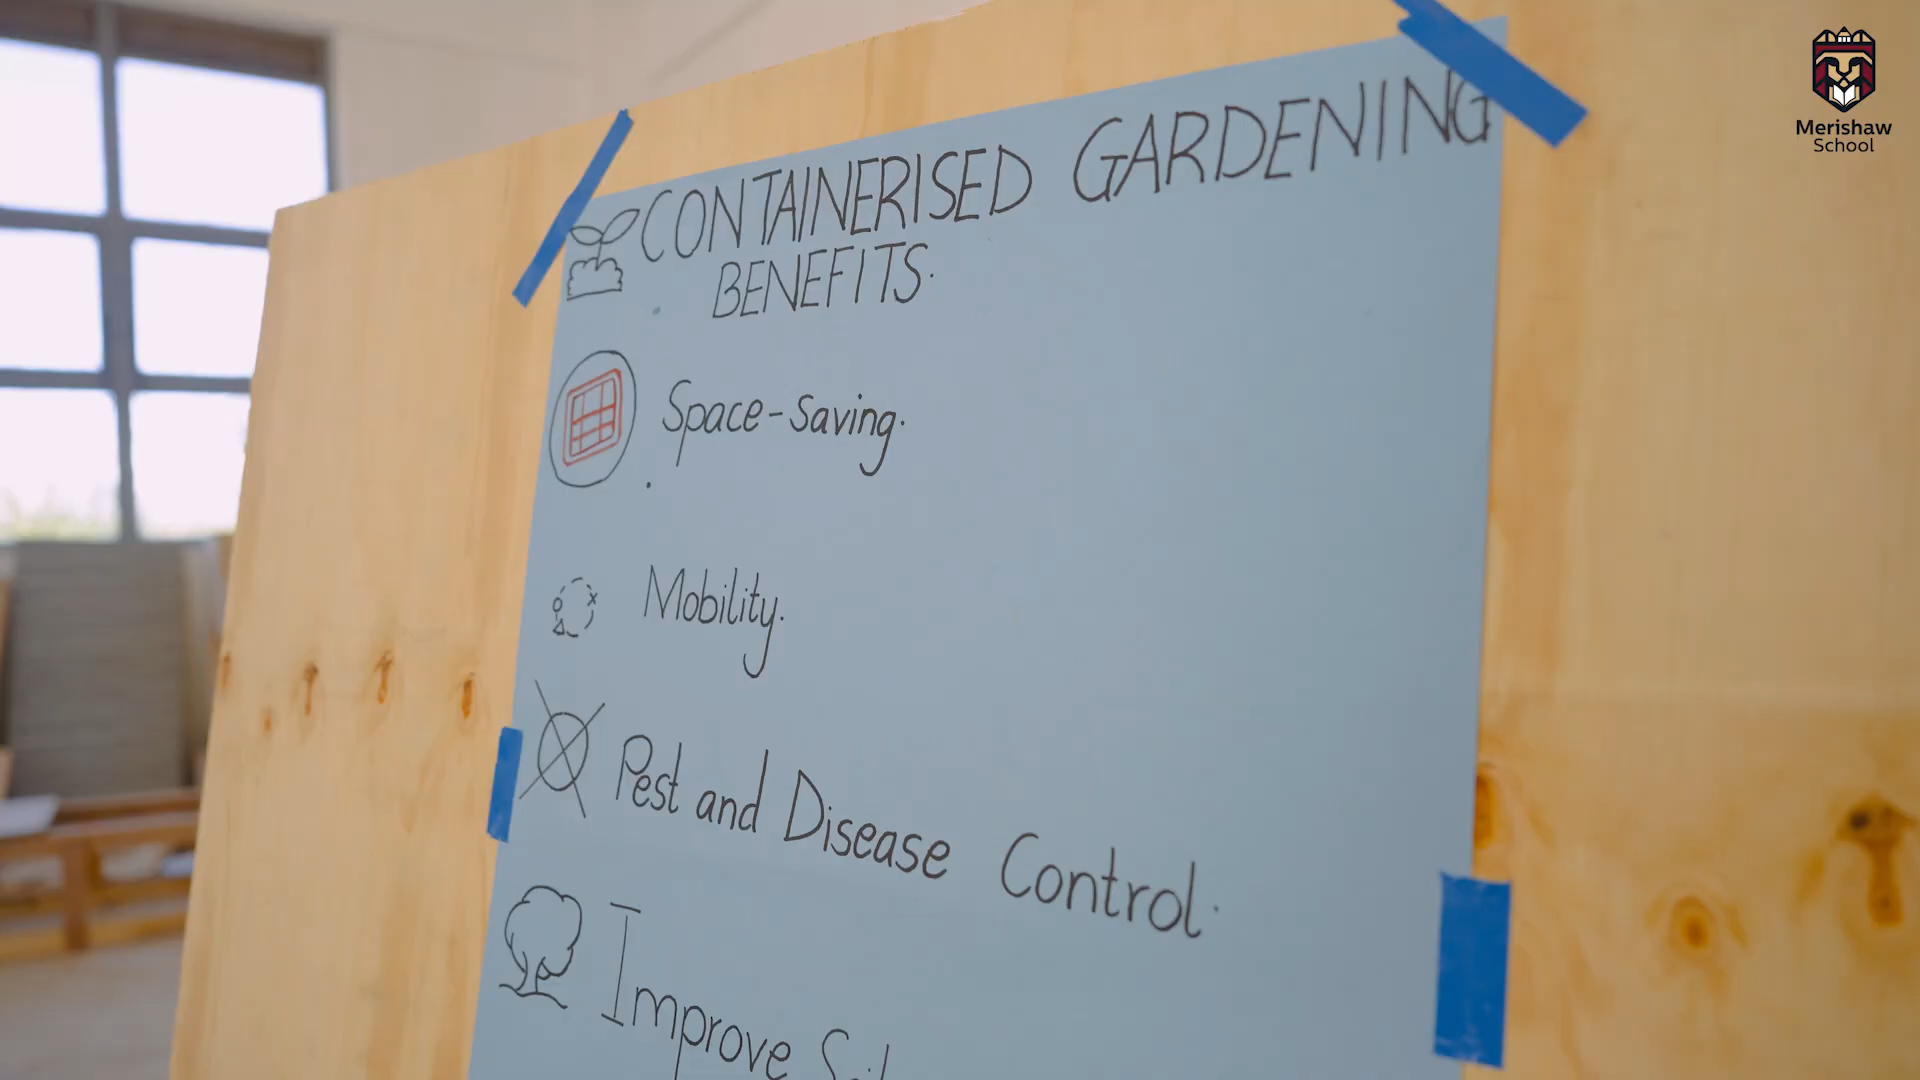 CONTAINERISED GARDENING
BENEFITS.
Space-saving.
Mobility.
Pest and Disease Control.
Improve
Merishaw
School